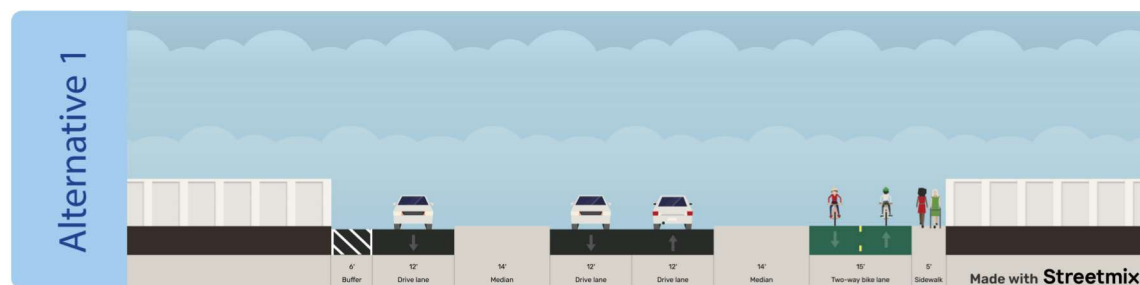 Alternative 1
6'
Buffer
12'
Drive lane
14'
Median
12'
Drive lane
12'
Drive lane
14'
Median
15'
Two-way bike lane
5'
Sidewalk
Made with Streetmix